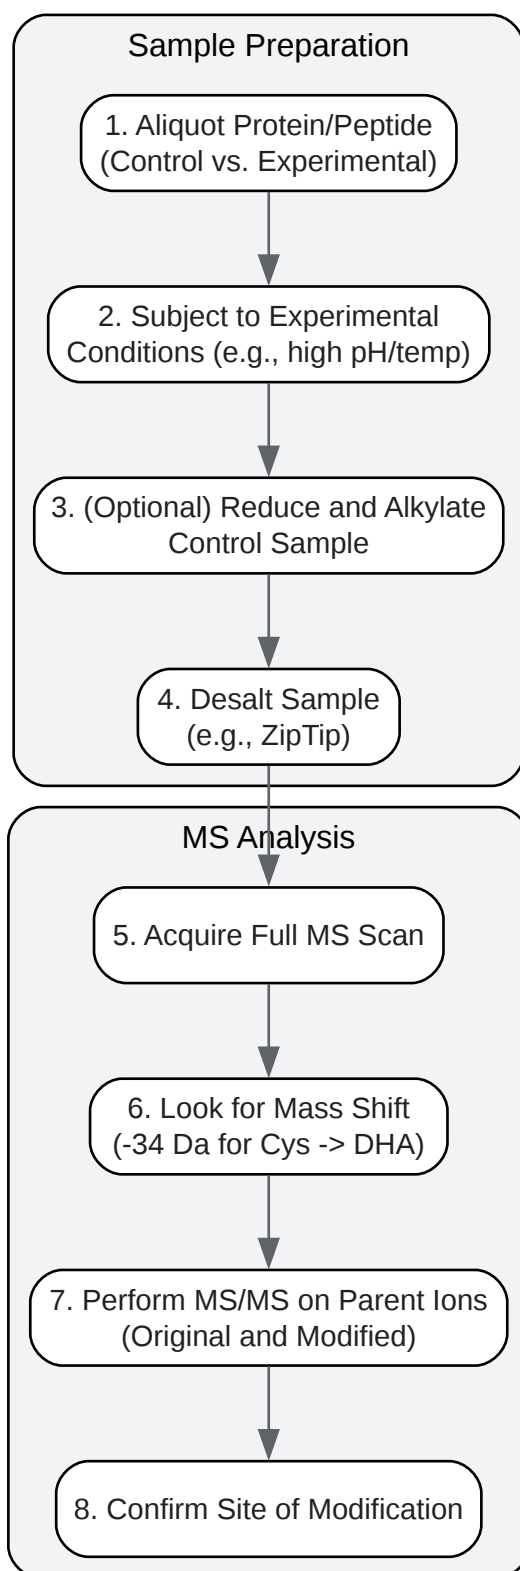 Sample Preparation
1. Aliquot Protein/Peptide
(Control vs. Experimental)
2. Subject to Experimental
Conditions (e.g., high pH/temp)
3. (Optional) Reduce and Alkylate
Control Sample
4. Desalt Sample
(e.g., ZipTip)
MS Analysis
5. Acquire Full MS Scan
6. Look for Mass Shift
(-34 Da for Cys -> DHA)
7. Perform MS/MS on Parent Ions
(Original and Modified)
8. Confirm Site of Modification